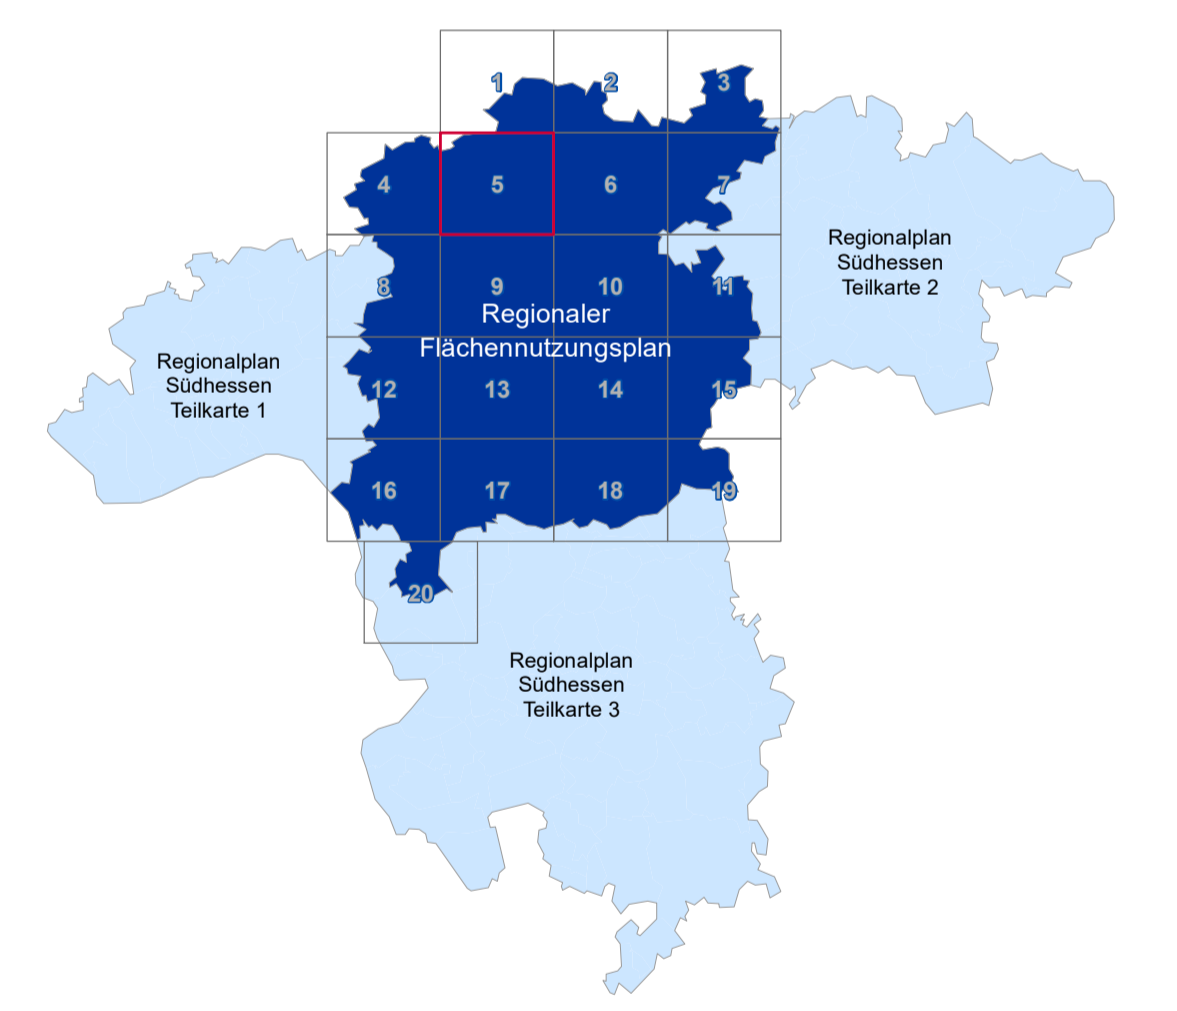 1 2 3
4 5 6 7
Regionalplan
Südhessen
Teilkarte 2
8 9 10 11
Regionaler
Flächennutzungsplan
Regionalplan
Südhessen
Teilkarte 1
12 13 14 15
16 17 18 19
20
Regionalplan
Südhessen
Teilkarte 3